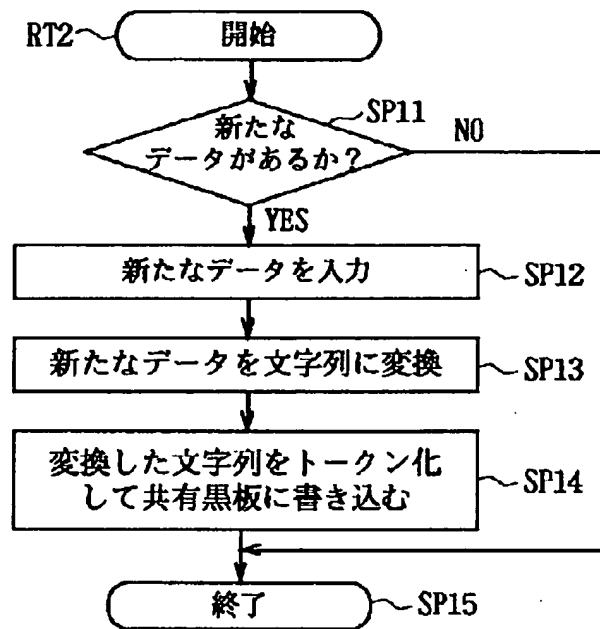 RT2
開始
SP11
新たな
データがあるか?
NO
YES
新たなデータを入力
SP12
新たなデータを文字列に変換
SP13
変換した文字列をトークン化
して共有黒板に書き込む
SP14
終了
SP15